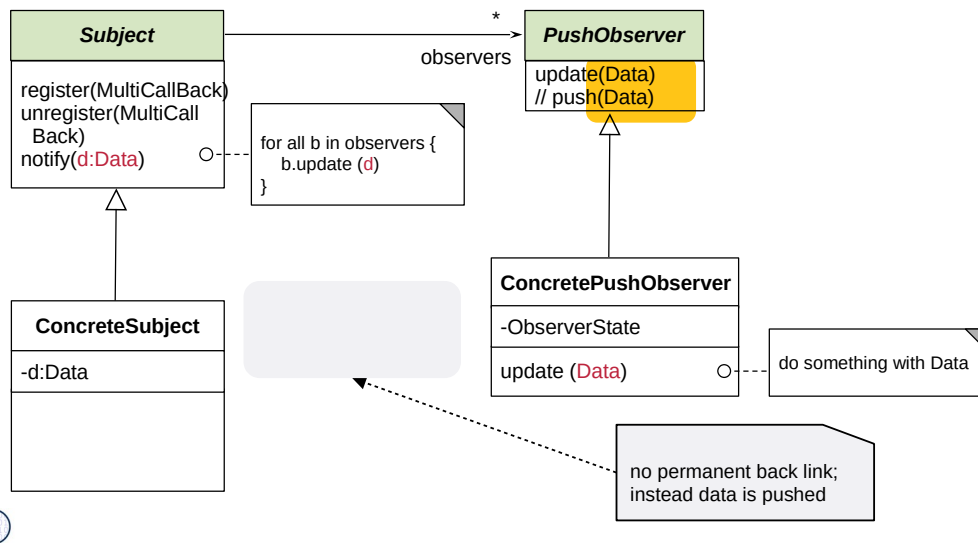 Subject
*
observers
PushObserver
register(MultiCallBack)
unregister(MultiCall
Back)
notify(d:Data)
for all b in observers {
b.update (d)
}
update(Data)
// push(Data)
ConcreteSubject
-d:Data
ConcretePushObserver
-ObserverState
update (Data)
do something with Data
no permanent back link;
instead data is pushed